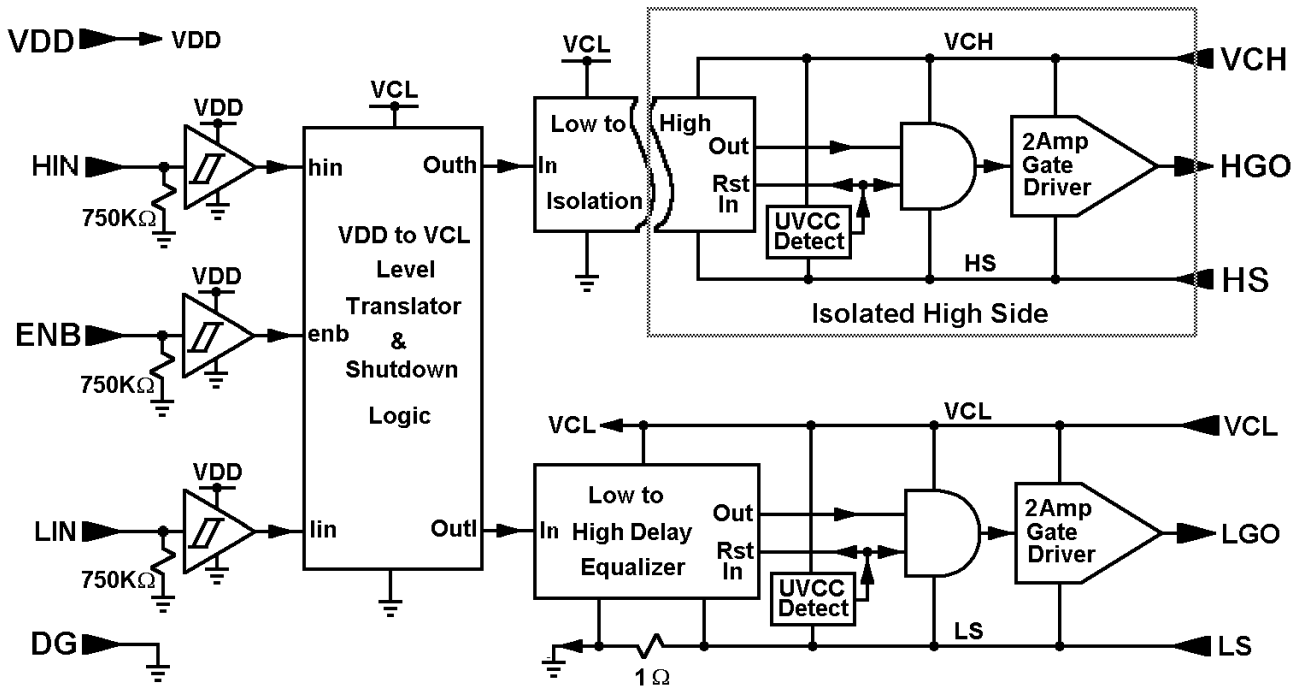 VDD
VDD
VCL
VCH
VCH
VCL
VDD
Low to
High
Out
2Amp
Gate
Driver
HIN
hin
Outh
In
HGO
750KΩ
Isolation
Rst
In
UVCC
Detect
VDD to VCL
Level
Translator
&
Shutdown
Logic
HS
HS
Isolated High Side
VDD
ENB
enb
750KΩ
VCL
VCL
VCL
VDD
Low to
High Delay
Equalizer
Out
2Amp
Gate
Driver
LIN
lin
Outl
In
LGO
Rst
In
750KΩ
UVCC
Detect
DG
LS
LS
1Ω